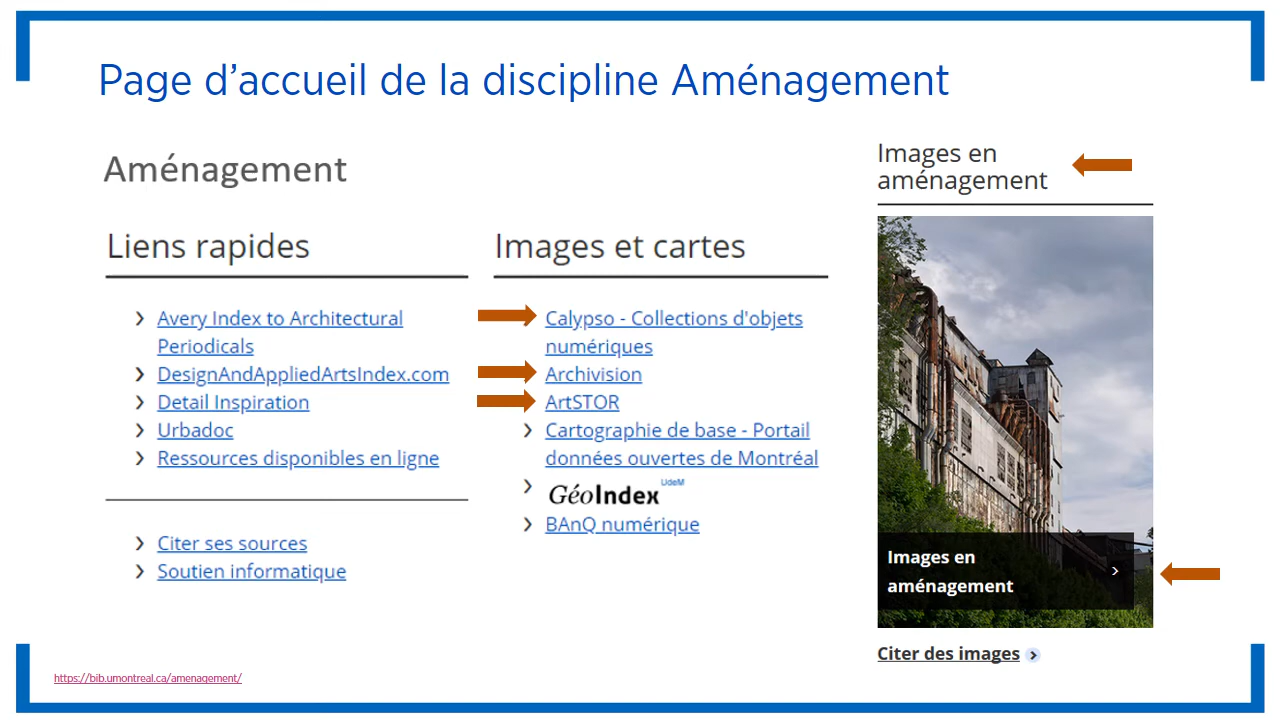 Page d’accueil de la discipline Aménagement
Aménagement
Liens rapides
Avery Index to Architectural
Periodicals
DesignAndAppliedArtsIndex.com
Detail Inspiration
Urbadoc
Ressources disponibles en ligne
Citer ses sources
Soutien informatique
Images et cartes
Calypso - Collections d'objets
numériques
Archivision
ArtSTOR
Cartographie de base - Portail
données ouvertes de Montréal
GéoIndex UdeM
BAnQ numérique
Images en
aménagement
Images en
aménagement
Citer des images
https://bib.umontreal.ca/amenagement/